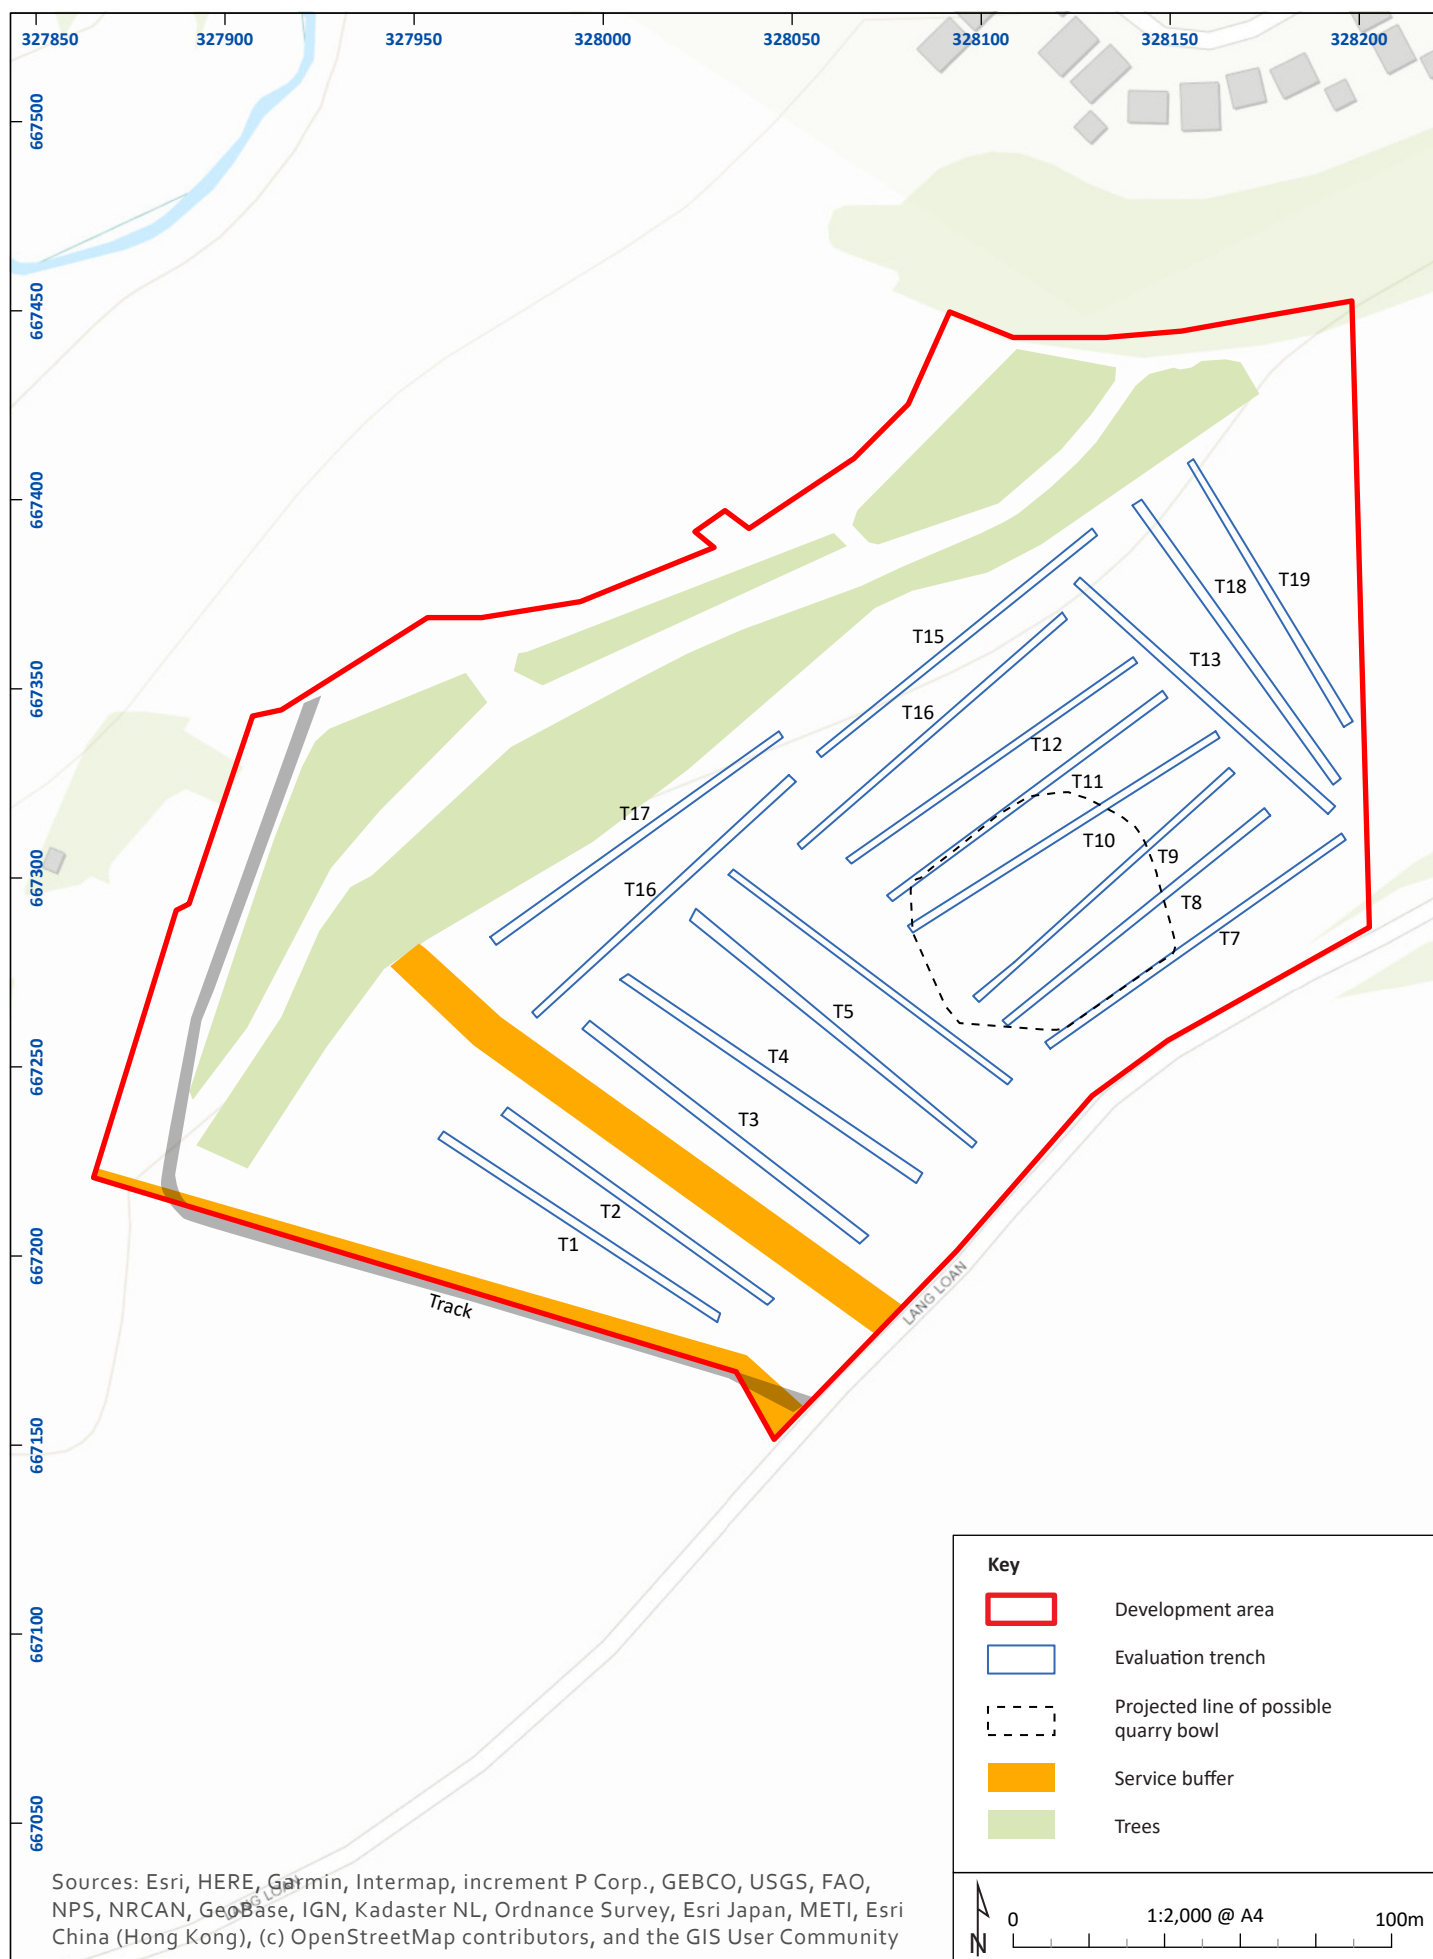 327850
327900
327950
328000
328050
328100
328150
328200
667500
667450
667400
667350
667300
667250
667200
667150
667100
667050
T19
T18
T15
T13
T16
T12
T11
T17
T10
T9
T16
T8
T7
T5
T4
T3
T2
T1
LANG LOAN
Track
Key
Development area
Evaluation trench
Projected line of possible
quarry bowl
Service buffer
Trees
LANG LOAN
Sources: Esri, HERE, Garmin, Intermap, increment P Corp., GEBCO, USGS, FAO,
NPS, NRCAN, GeoBase, IGN, Kadaster NL, Ordnance Survey, Esri Japan, METI, Esri
China (Hong Kong), (c) OpenStreetMap contributors, and the GIS User Community
N
0
1:2,000 @ A4
100m